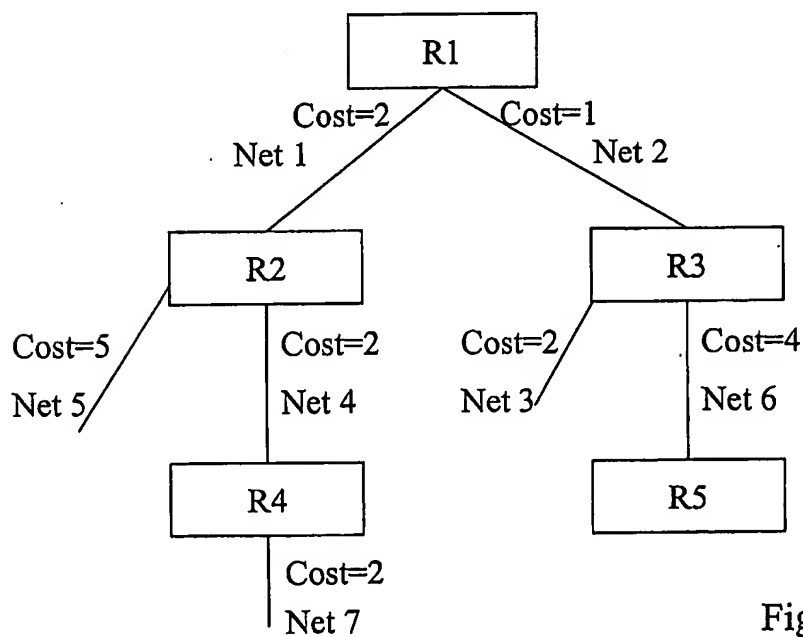 R1
Cost=2
Cost=1
Net 1
Net 2
R2
R3
Cost=5
Cost=2
Cost=2
Cost=4
Net 5
Net 4
Net 3
Net 6
R4
R5
Cost=2
Net 7
Fig